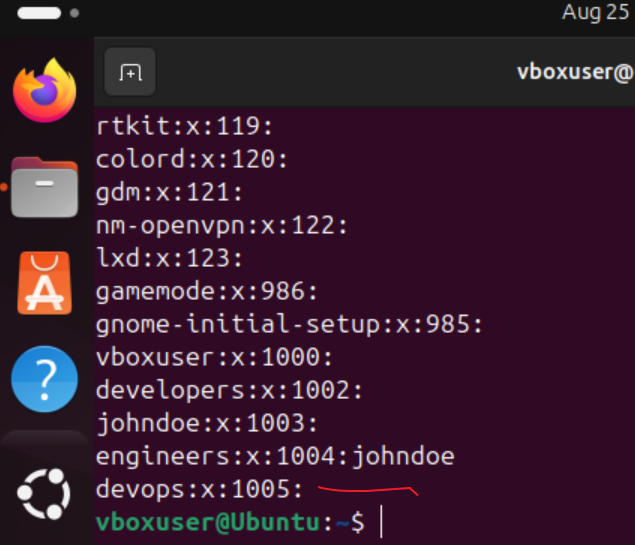 Aug 25
vboxuser@
rtkit:x:119:
colord:x:120:
gdm:x:121:
nm-openvpn:x:122:
lxd:x:123:
gamemode:x:986:
gnome-initial-setup:x:985:
vboxuser:x:1000:
developers:x:1002:
johndoe:x:1003:
engineers:x:1004:johndoe
devops:x:1005:
vboxuser@Ubuntu:~$